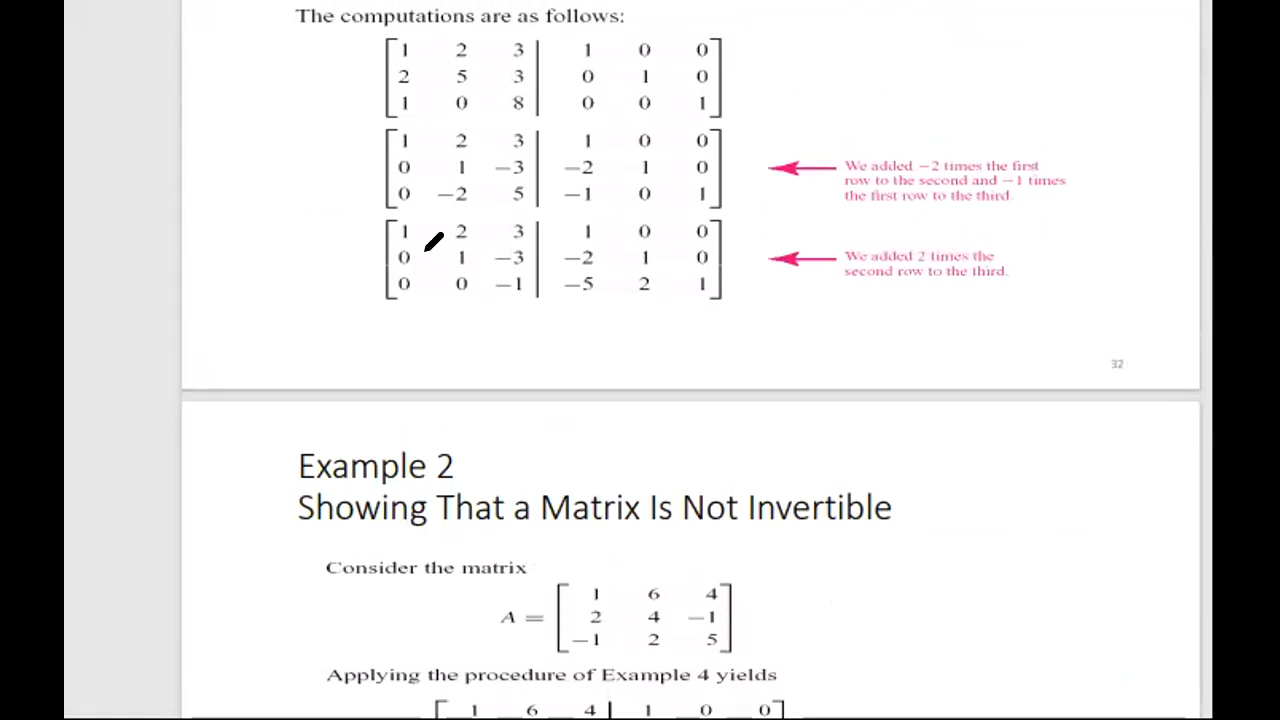 The computations are as follows:
1 2 3 | 1 0 0
2 5 3 | 0 1 0
1 0 8 | 0 0 1
1 2 3 | 1 0 0
0 1 −3 | −2 1 0
0 −2 5 | −1 0 1
We added −2 times the first
row to the second and −1 times
the first row to the third.
1 2 3 | 1 0 0
0 1 −3 | −2 1 0
0 0 −1 | −5 2 1
We added 2 times the
second row to the third.
32
Example 2
Showing That a Matrix Is Not Invertible
Consider the matrix
A = [1 6 4
2 4 −1
−1 2 5]
Applying the procedure of Example 4 yields
1 6 4 | 1 0 0